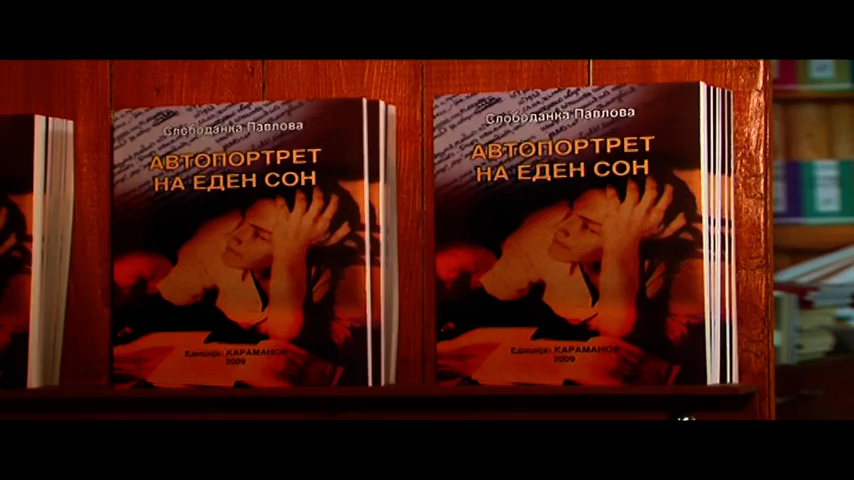 Слободанка Павлова
АВТОПОРТРЕТ
НА ЕДЕН СОН
Едиција: КАРАМАНОВ
2009
Слободанка Павлова
АВТОПОРТРЕТ
НА ЕДЕН СОН
Едиција: КАРАМАНОВ
2009